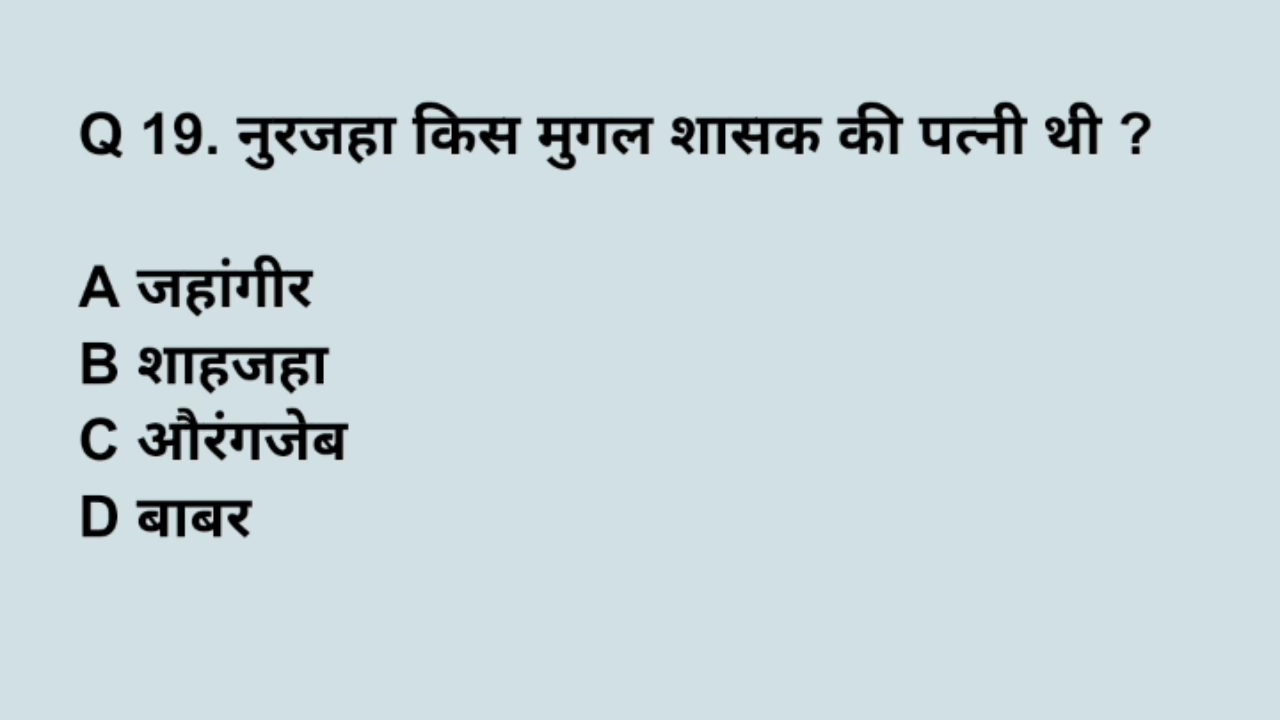 Q 19. नुरजहा किस मुगल शासक की पत्नी थी ?
A जहांगीर
B शाहजहा
C औरंगजेब
D बाबर